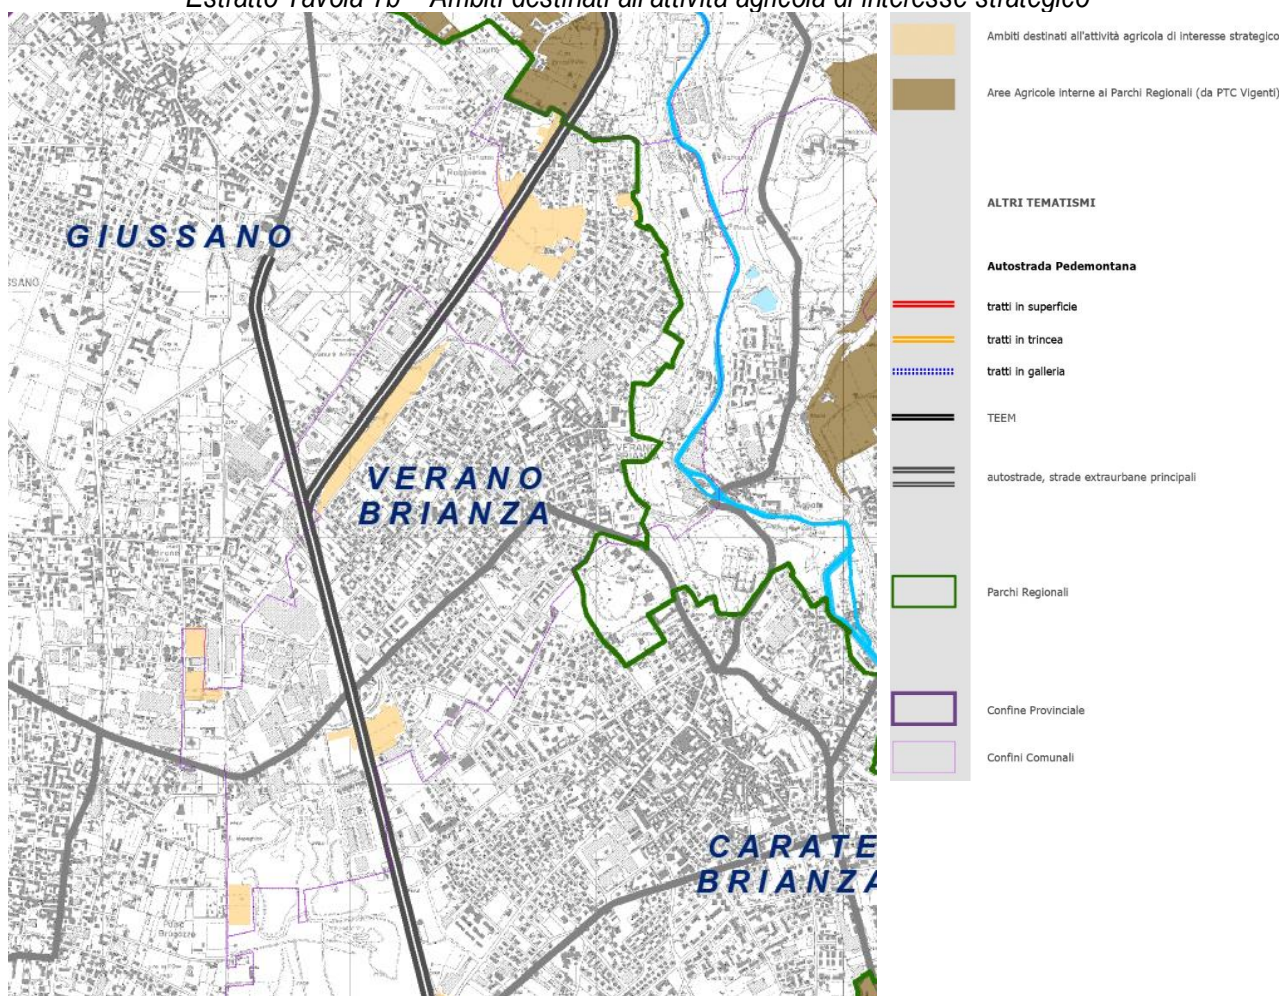 Estratto Tavola 7b – Ambiti destinati all'attività agricola di interesse strategico
Ambiti destinati all'attività agricola di interesse strategico
Aree Agricole interne ai Parchi Regionali (da PTC Vigenti)
ALTRI TEMATISMI
Autostrada Pedemontana
tratti in superficie
tratti in trincea
tratti in galleria
TEEM
autostrade, strade extraurbane principali
Parchi Regionali
Confine Provinciale
Confini Comunali
GIUSSANO
SSANO
VERANO
BRIANZA
VERANO
CARATE
BRIANZA